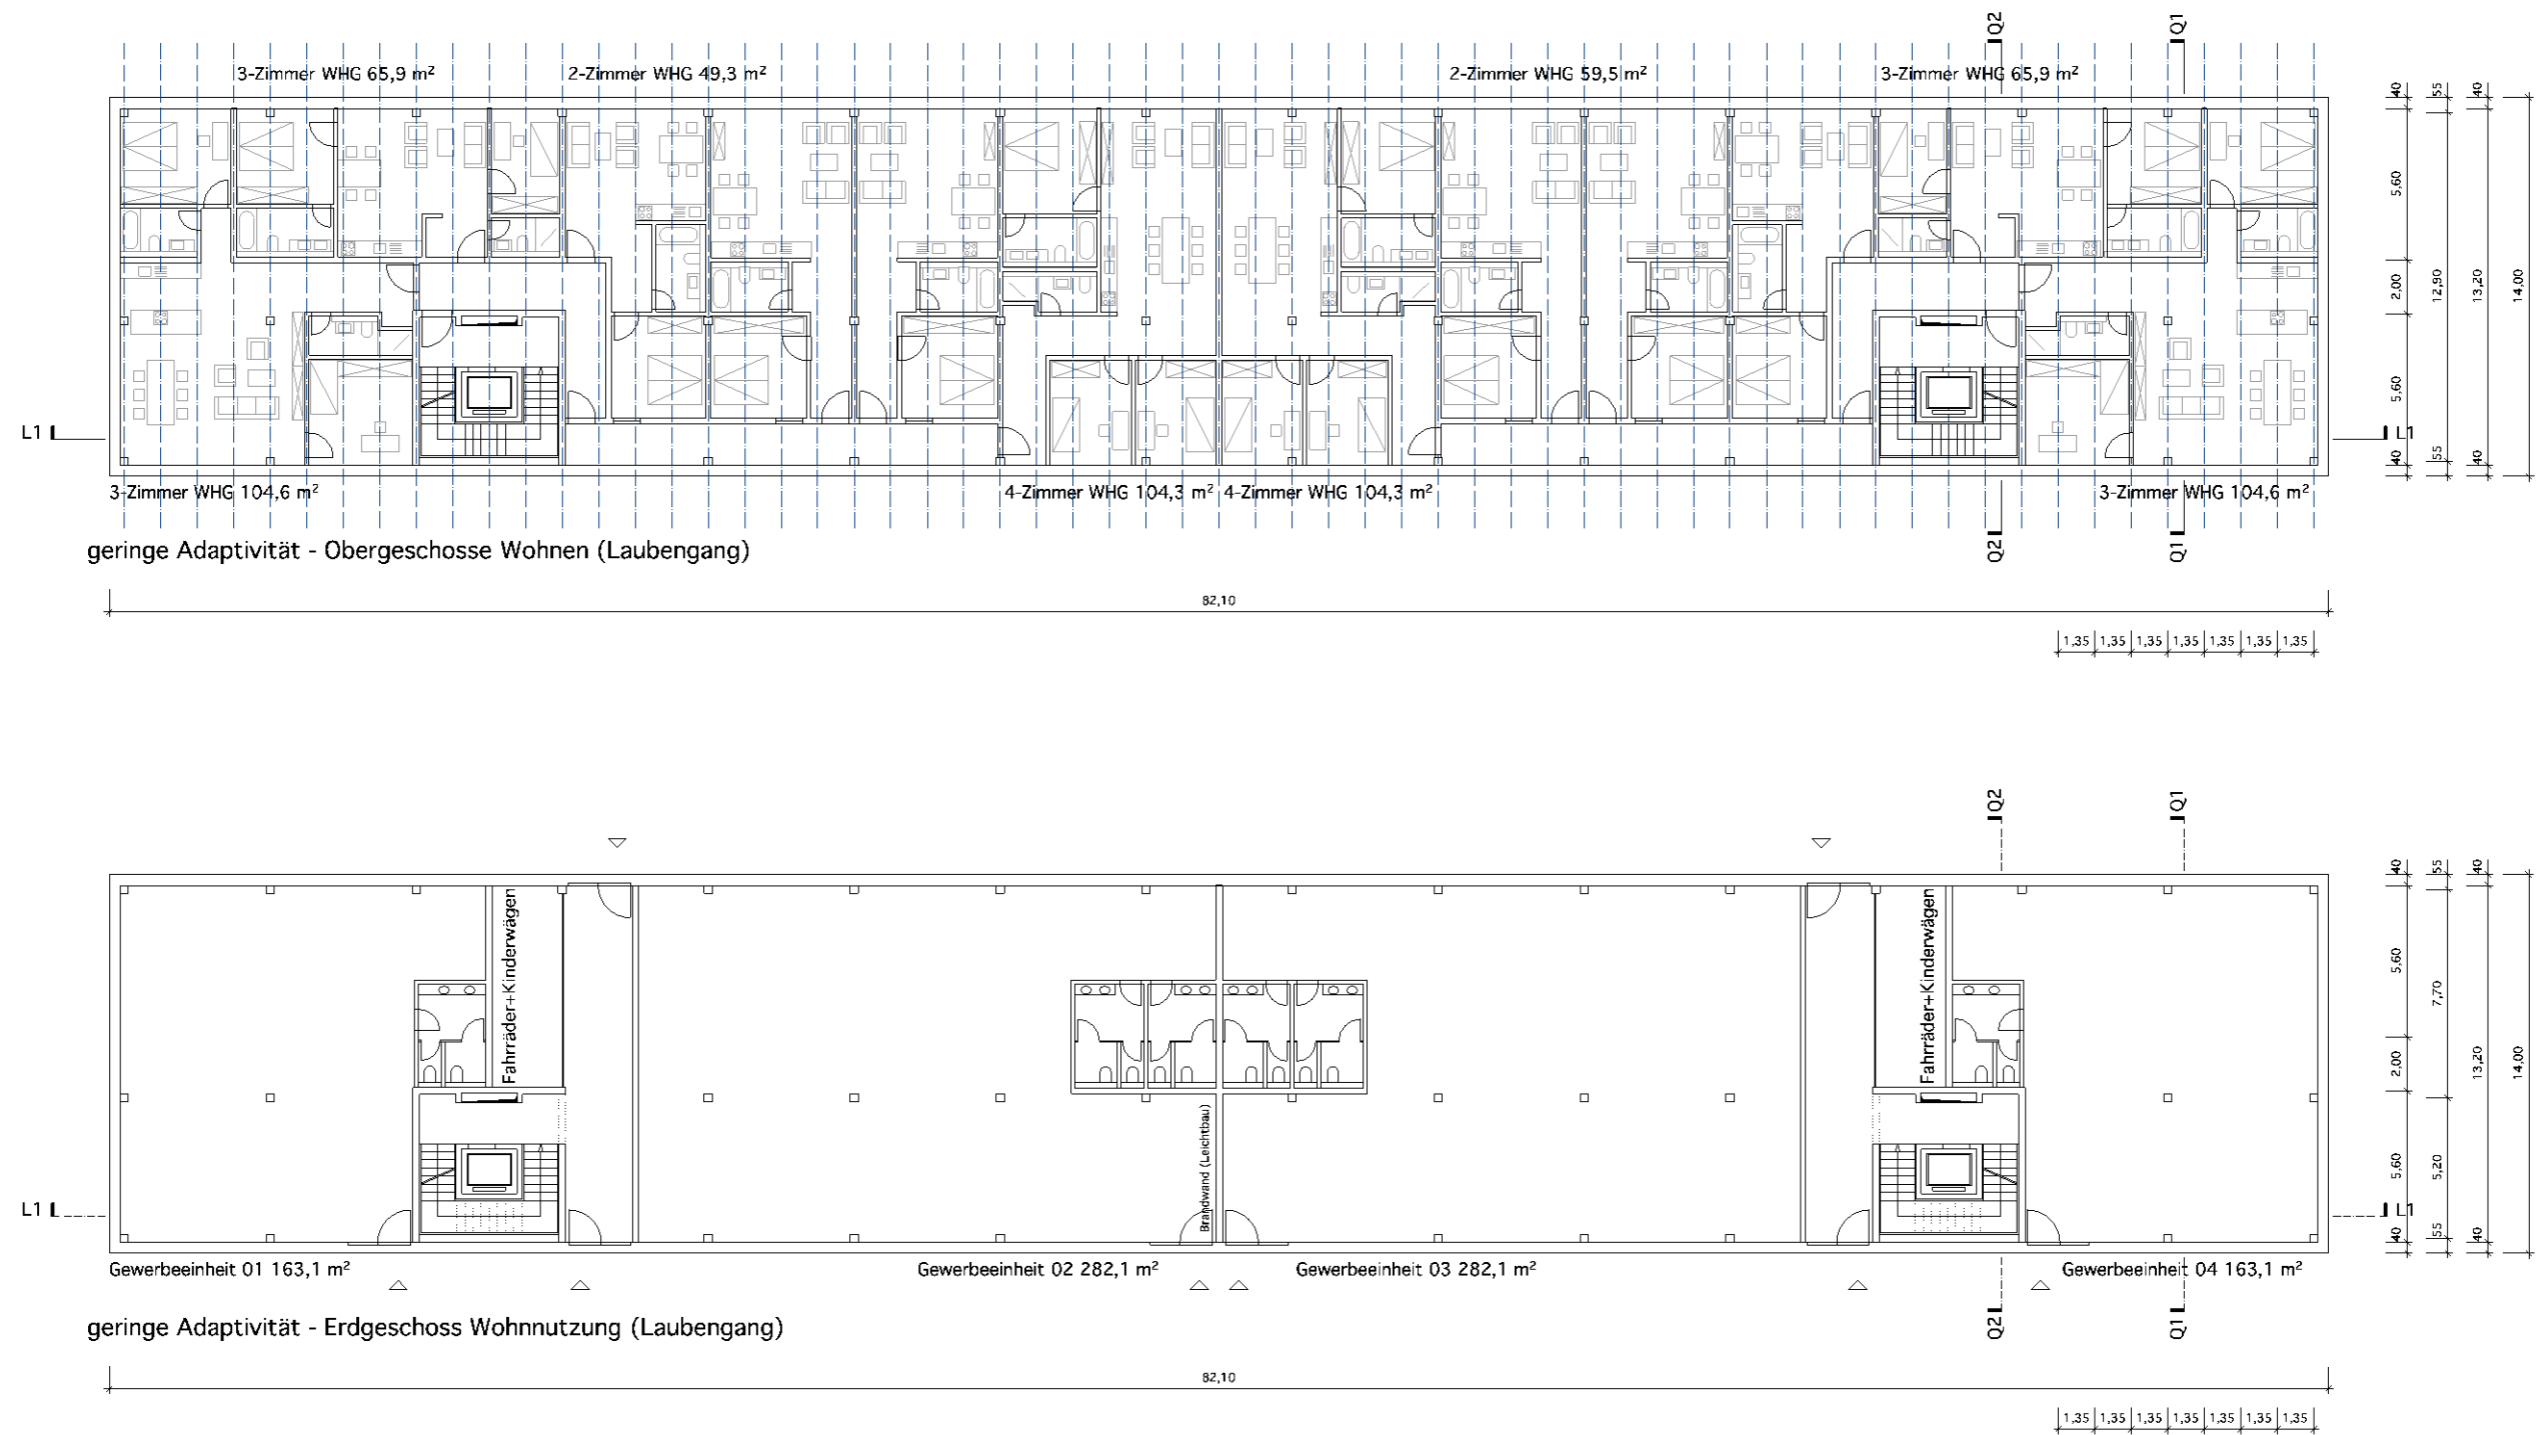 Q2
Q1
3-Zimmer WHG 65,9 m²
2-Zimmer WHG 49,3 m²
2-Zimmer WHG 59,5 m²
3-Zimmer WHG 65,9 m²
40
55
40
5,60
2,00
12,90
13,20
14,00
5,60
L1
L1
55
40
40
3-Zimmer WHG 104,6 m²
4-Zimmer WHG 104,3 m²
4-Zimmer WHG 104,3 m²
3-Zimmer WHG 104,6 m²
Q2
Q1
geringe Adaptivität - Obergeschosse Wohnen (Laubengang)
82,10
1,35 1,35 1,35 1,35 1,35 1,35 1,35
Q2
Q1
40
55
40
Fahrräder+Kinderwägen
Fahrräder+Kinderwägen
5,60
7,70
2,00
13,20
14,00
Brandwand (Leichtbau)
5,60
5,20
L1
L1
40
55
40
Gewerbeeinheit 01 163,1 m²
Gewerbeeinheit 02 282,1 m²
Gewerbeeinheit 03 282,1 m²
Gewerbeeinheit 04 163,1 m²
Q2
Q1
geringe Adaptivität - Erdgeschoss Wohnnutzung (Laubengang)
82,10
1,35 1,35 1,35 1,35 1,35 1,35 1,35